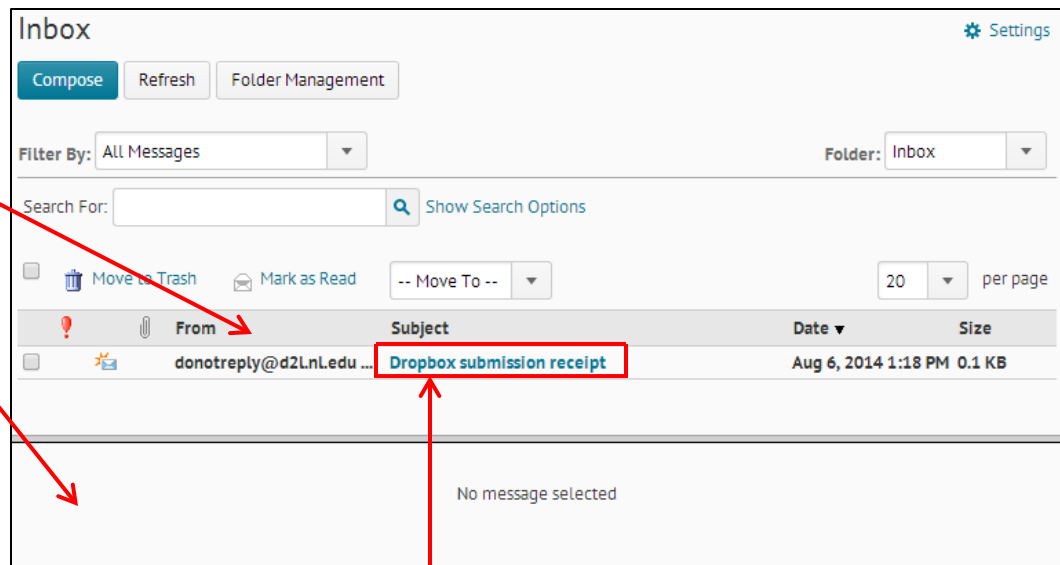 Inbox
Settings
Compose Refresh Folder Management
Filter By: All Messages Folder: Inbox
Search For: Show Search Options
Move to Trash Mark as Read -- Move To -- 20 per page
From Subject Date Size
donotreply@d2l.nl.edu ... Dropbox submission receipt Aug 6, 2014 1:18 PM 0.1 KB
No message selected